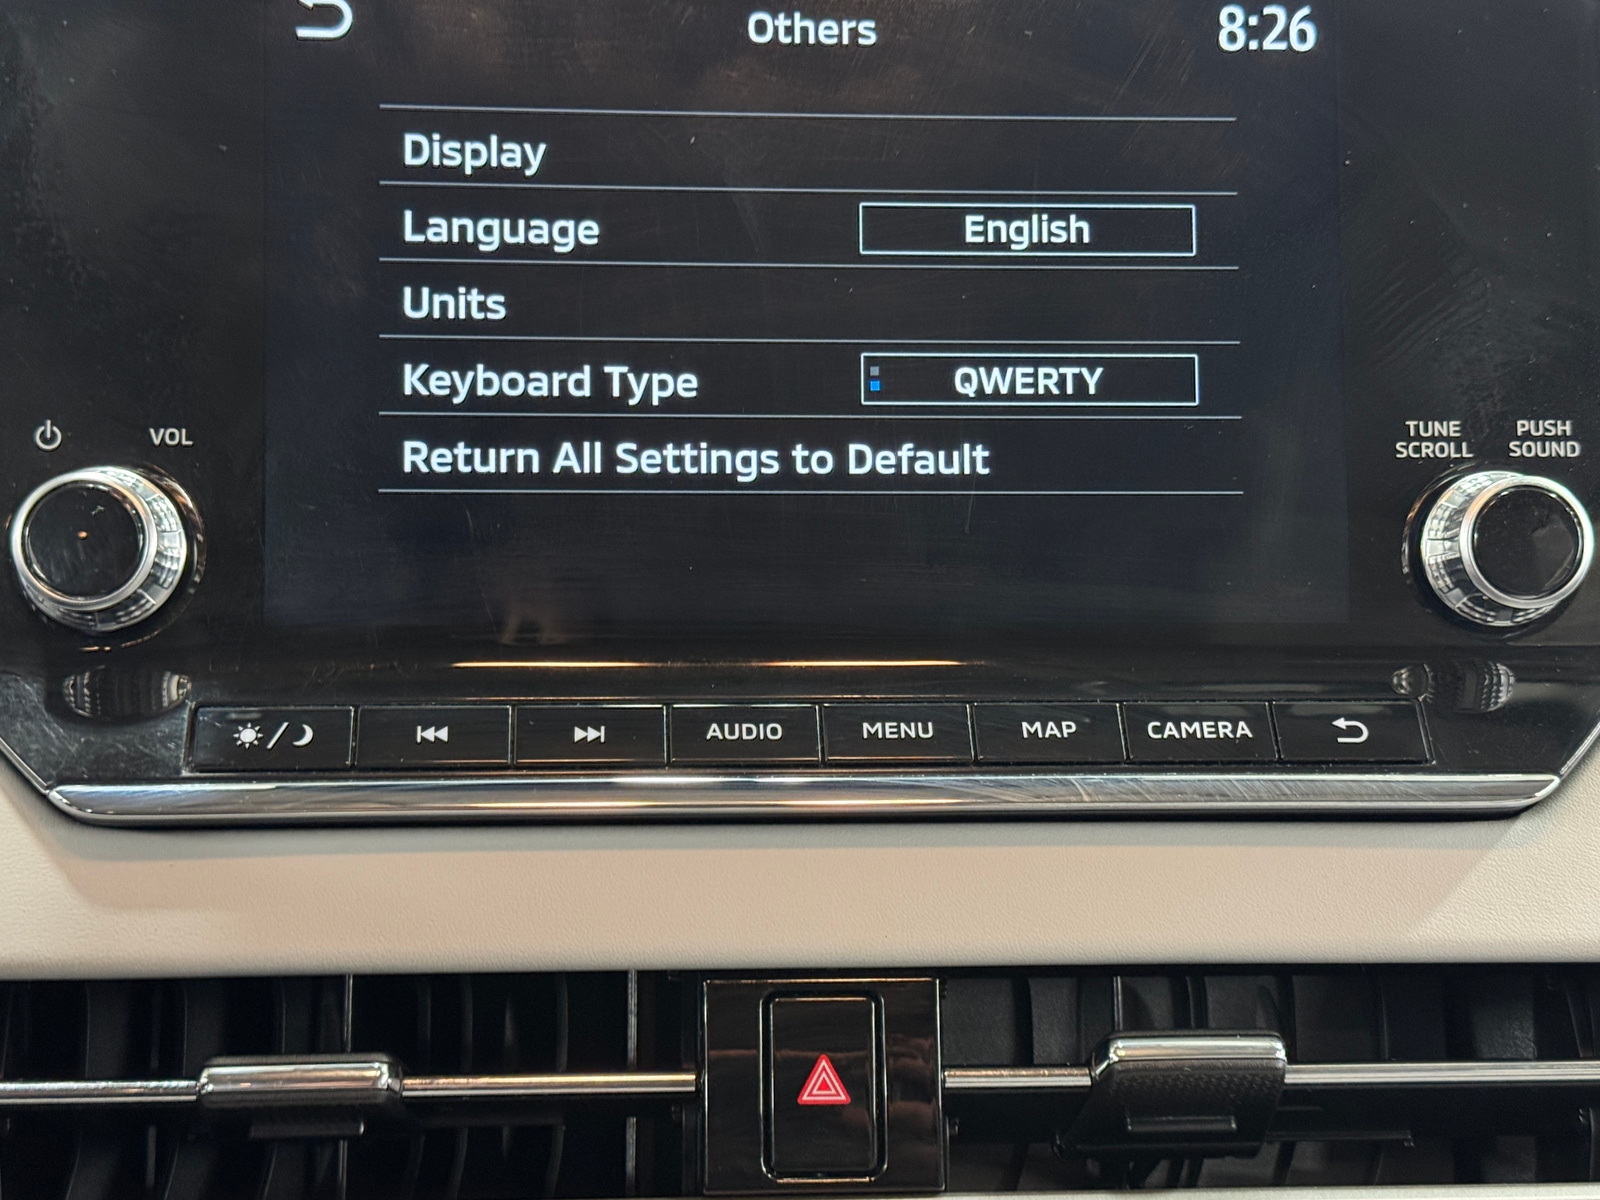 Others 8:26
Display
Language English
Units
Keyboard Type QWERTY
Return All Settings to Default
VOL
TUNE SCROLL
PUSH SOUND
AUDIO MENU MAP CAMERA